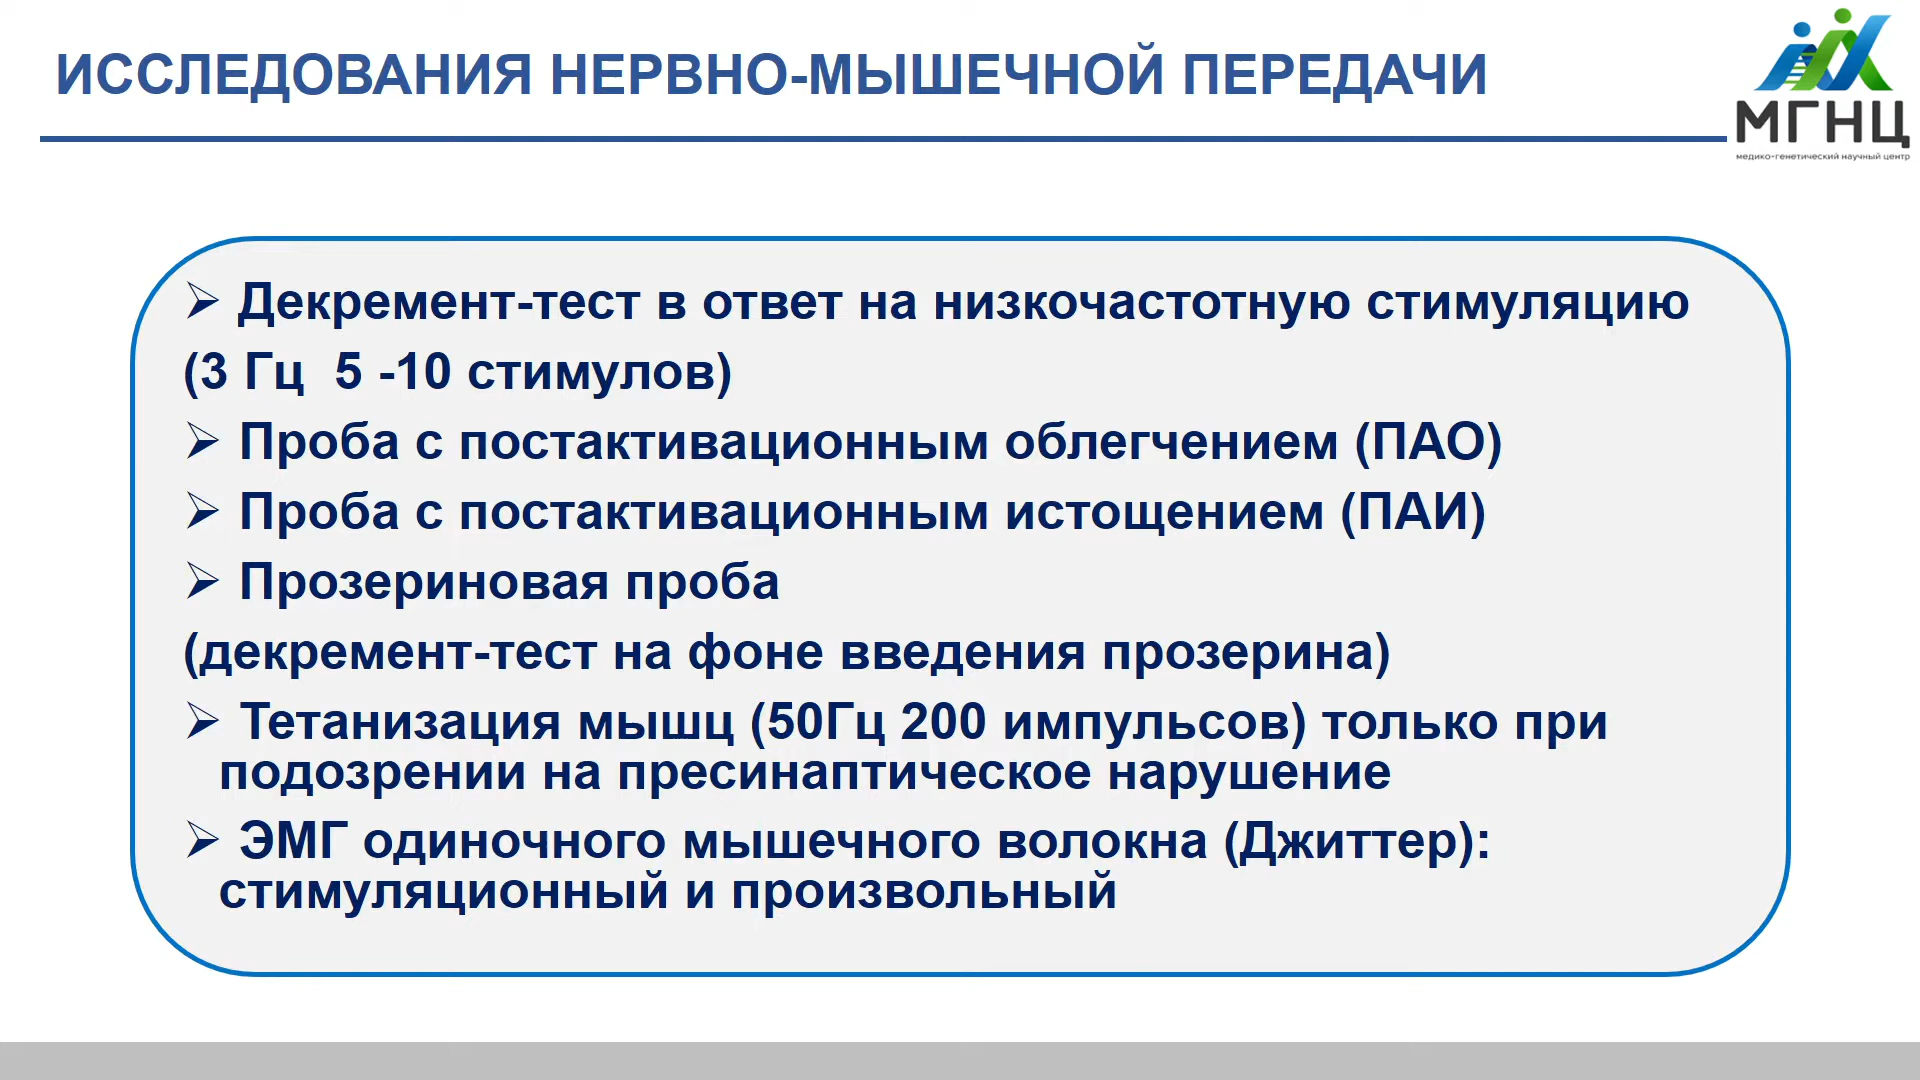 ИССЛЕДОВАНИЯ НЕРВНО-МЫШЕЧНОЙ ПЕРЕДАЧИ
МГНЦ
медико-генетический научный центр
➢ Декремент-тест в ответ на низкочастотную стимуляцию
(3 Гц  5 -10 стимулов)
➢ Проба с постактивационным облегчением (ПАО)
➢ Проба с постактивационным истощением (ПАИ)
➢ Прозериновая проба
(декремент-тест на фоне введения прозерина)
➢ Тетанизация мышц (50Гц 200 импульсов) только при
подозрении на пресинаптическое нарушение
➢ ЭМГ одиночного мышечного волокна (Джиттер):
стимуляционный и произвольный